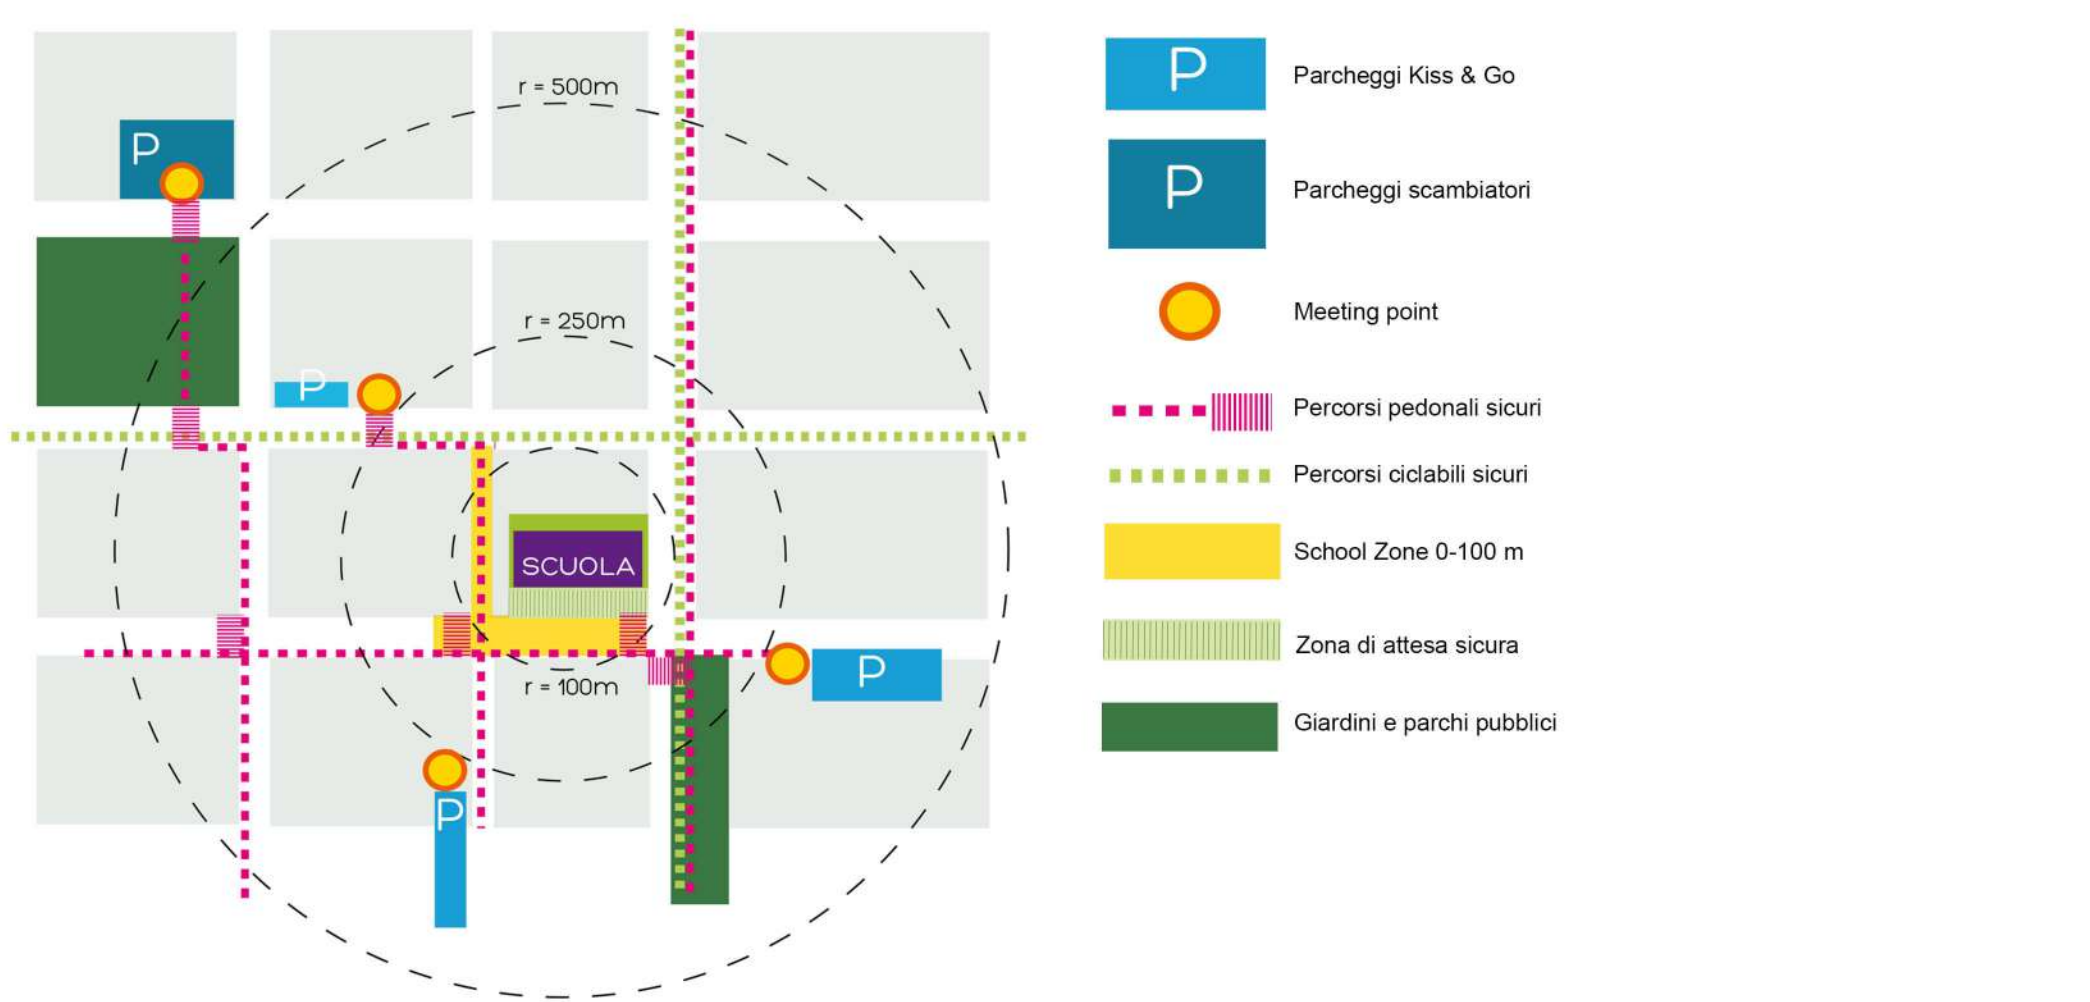 r = 500m
P
r = 250m
P
SCUOLA
r = 100m
P
P
P
Parcheggi Kiss & Go
P
Parcheggi scambiatori
Meeting point
Percorsi pedonali sicuri
Percorsi ciclabili sicuri
School Zone 0-100 m
Zona di attesa sicura
Giardini e parchi pubblici